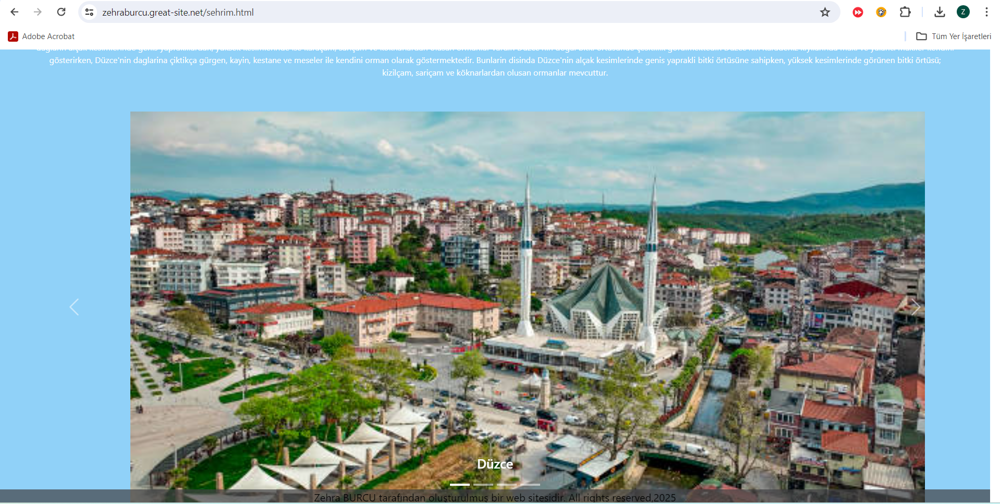 zehraburcu.great-site.net/sehrim.html
Z
Adobe Acrobat
Tüm Yer İşaretleri
gösterirken, Düzce'nin daglarina çiktikça gürgen, kayin, kestane ve meseler ile kendini orman olarak göstermektedir. Bunlarin disinda Düzce'nin alçak kesimlerinde genis yaprakli bitki örtüsüne sahipken, yüksek kesimlerinde görünen bitki örtüsü;
kizilçam, sariçam ve köknarlardan olusan ormanlar mevcuttur.
Düzce
Zehra BURCU tarafından oluşturulmuş bir web sitesidir. All rights reserved,2025